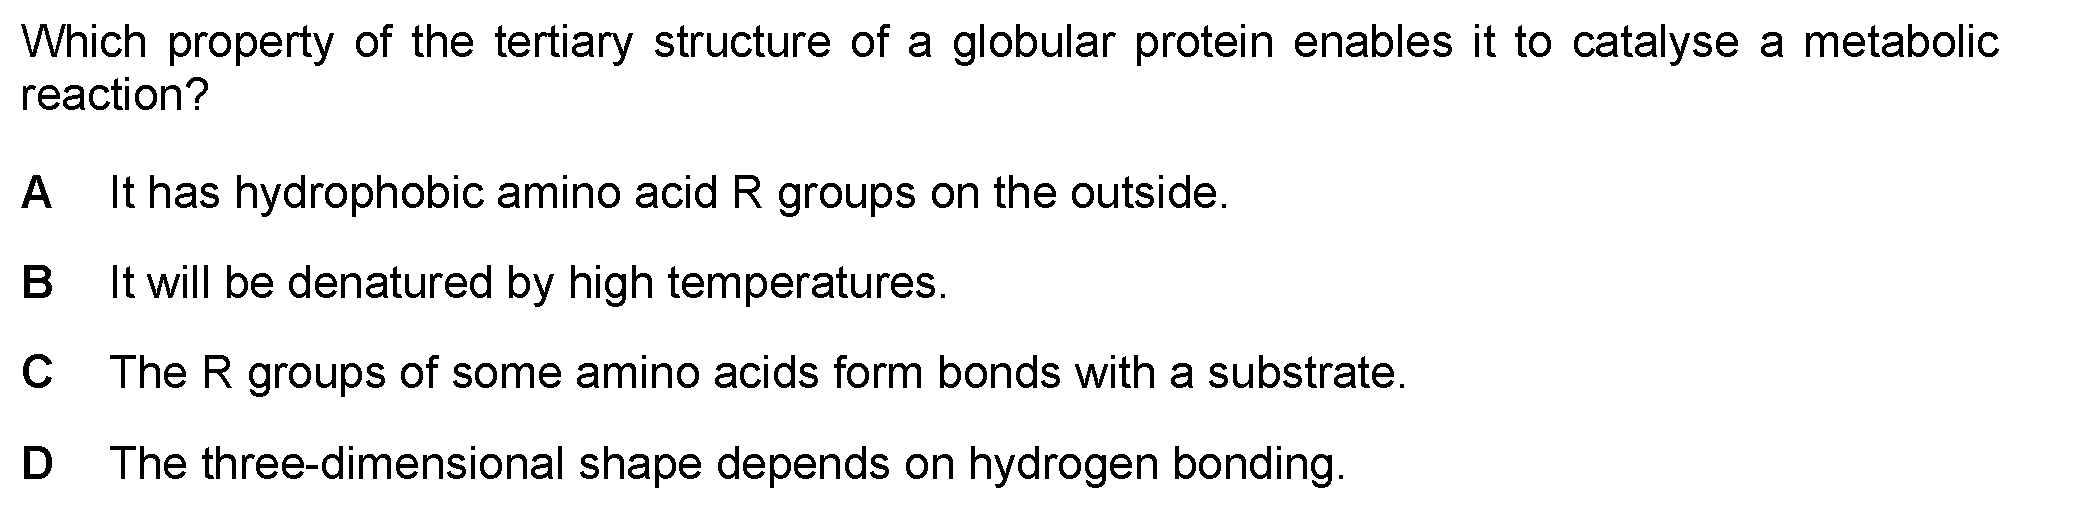 Which property of the tertiary structure of a globular protein enables it to catalyse a metabolic
reaction?
A It has hydrophobic amino acid R groups on the outside.
B It will be denatured by high temperatures.
C The R groups of some amino acids form bonds with a substrate.
D The three-dimensional shape depends on hydrogen bonding.